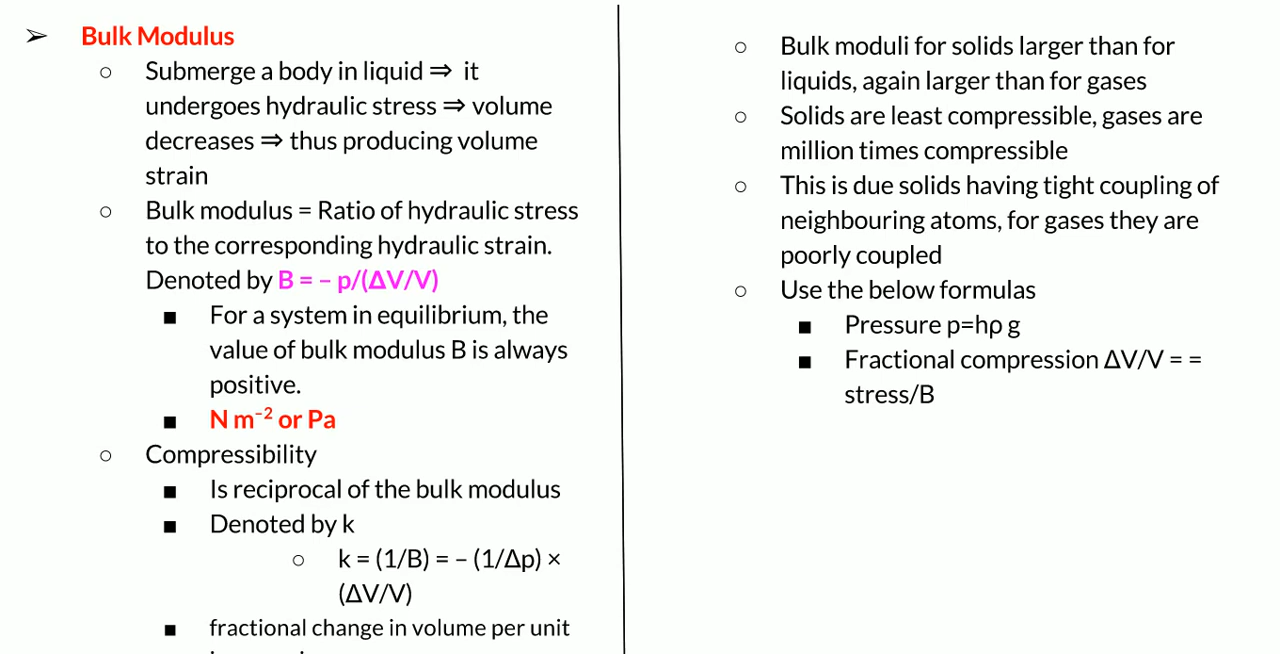 ➢ Bulk Modulus
○ Submerge a body in liquid ⇒ it
undergoes hydraulic stress ⇒ volume
decreases ⇒ thus producing volume
strain
○ Bulk modulus = Ratio of hydraulic stress
to the corresponding hydraulic strain.
Denoted by B = – p/(ΔV/V)
■ For a system in equilibrium, the
value of bulk modulus B is always
positive.
■ N m⁻² or Pa
○ Compressibility
■ Is reciprocal of the bulk modulus
■ Denoted by k
○ k = (1/B) = – (1/Δp) ×
(ΔV/V)
■ fractional change in volume per unit
○ Bulk moduli for solids larger than for
liquids, again larger than for gases
○ Solids are least compressible, gases are
million times compressible
○ This is due solids having tight coupling of
neighbouring atoms, for gases they are
poorly coupled
○ Use the below formulas
■ Pressure p=hρ g
■ Fractional compression ΔV/V = =
stress/B